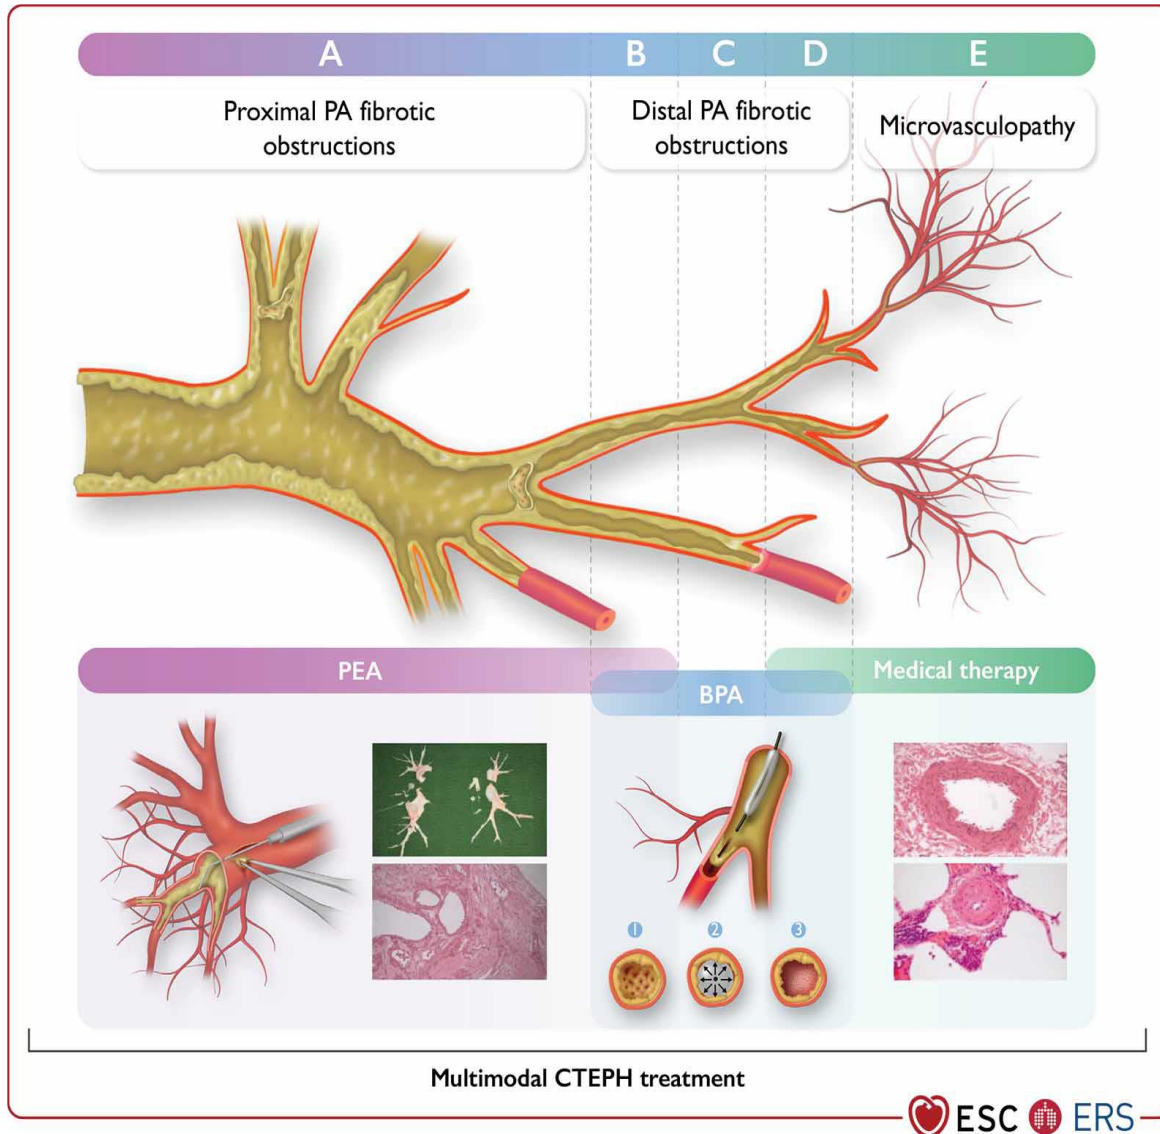 A
B
C
D
E
Proximal PA fibrotic
obstructions
Distal PA fibrotic
obstructions
Microvasculopathy
PEA
BPA
Medical therapy
1
2
3
Multimodal CTEPH treatment
ESC
ERS